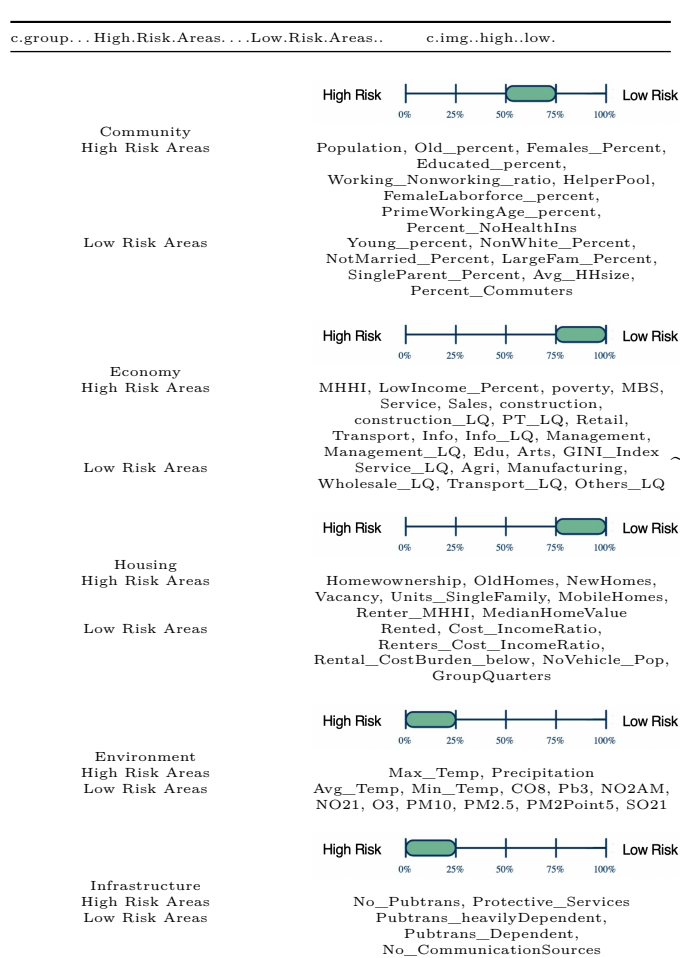 c.group...High.Risk.Areas....Low.Risk.Areas.. c.img..high..low.
High Risk Low Risk
0% 25% 50% 75% 100%
Community
High Risk Areas Population, Old_percent, Females_Percent,
Educated_percent,
Working_Nonworking_ratio, HelperPool,
FemaleLaborforce_percent,
PrimeWorkingAge_percent,
Percent_NoHealthIns
Low Risk Areas Young_percent, NonWhite_Percent,
NotMarried_Percent, LargeFam_Percent,
SingleParent_Percent, Avg_HHsize,
Percent_Commuters
High Risk Low Risk
0% 25% 50% 75% 100%
Economy
High Risk Areas MHHI, LowIncome_Percent, poverty, MBS,
Service, Sales, construction,
construction_LQ, PT_LQ, Retail,
Transport, Info, Info_LQ, Management,
Management_LQ, Edu, Arts, GINI_Index
Low Risk Areas Service_LQ, Agri, Manufacturing,
Wholesale_LQ, Transport_LQ, Others_LQ
High Risk Low Risk
0% 25% 50% 75% 100%
Housing
High Risk Areas Homewownership, OldHomes, NewHomes,
Vacancy, Units_SingleFamily, MobileHomes,
Renter_MHHI, MedianHomeValue
Low Risk Areas Rented, Cost_IncomeRatio,
Renters_Cost_IncomeRatio,
Rental_CostBurden_below, NoVehicle_Pop,
GroupQuarters
High Risk Low Risk
0% 25% 50% 75% 100%
Environment
High Risk Areas Max_Temp, Precipitation
Low Risk Areas Avg_Temp, Min_Temp, CO8, Pb3, NO2AM,
NO21, O3, PM10, PM2.5, PM2Point5, SO21
High Risk Low Risk
0% 25% 50% 75% 100%
Infrastructure
High Risk Areas No_Pubtrans, Protective_Services
Low Risk Areas Pubtrans_heavilyDependent,
Pubtrans_Dependent,
No_CommunicationSources